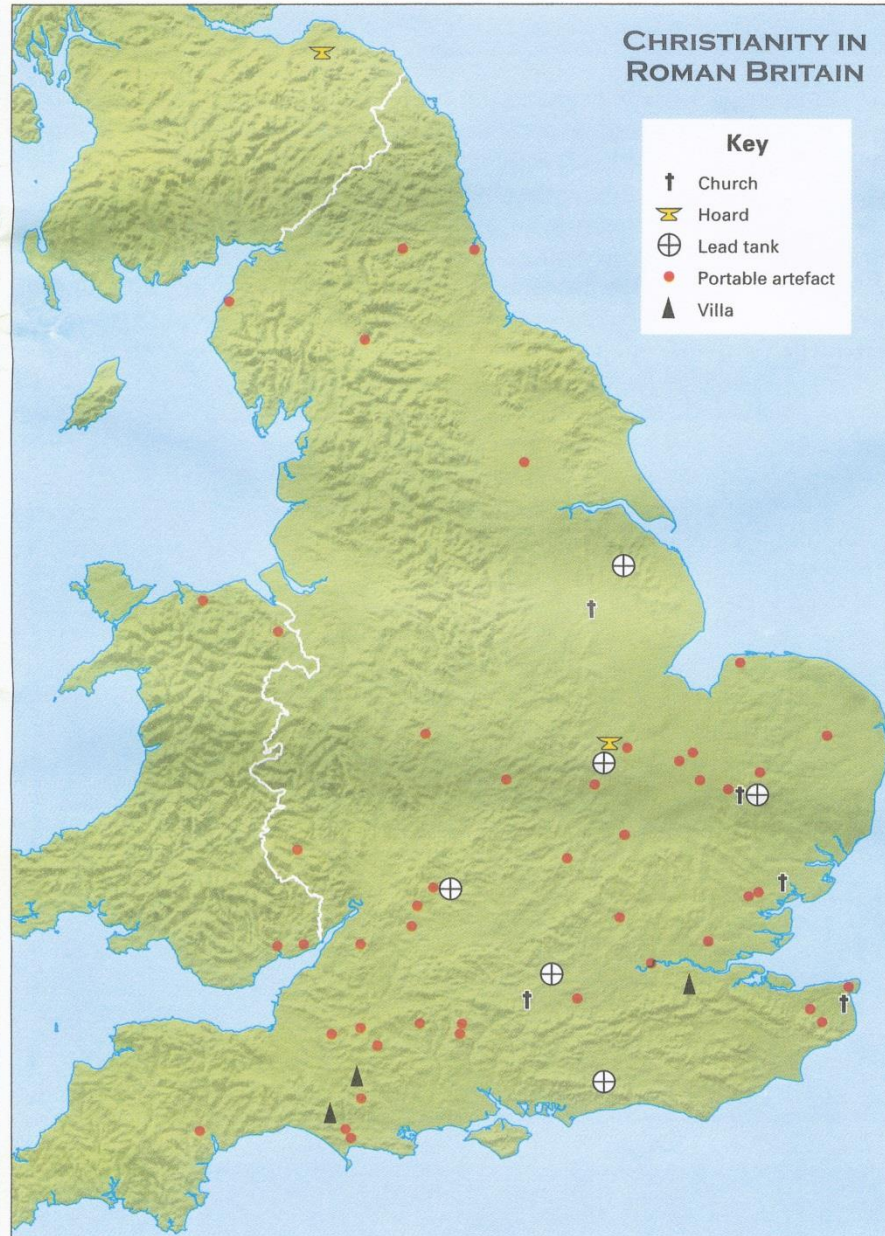 CHRISTIANITY IN
ROMAN BRITAIN
Key
Church
Hoard
Lead tank
Portable artefact
Villa